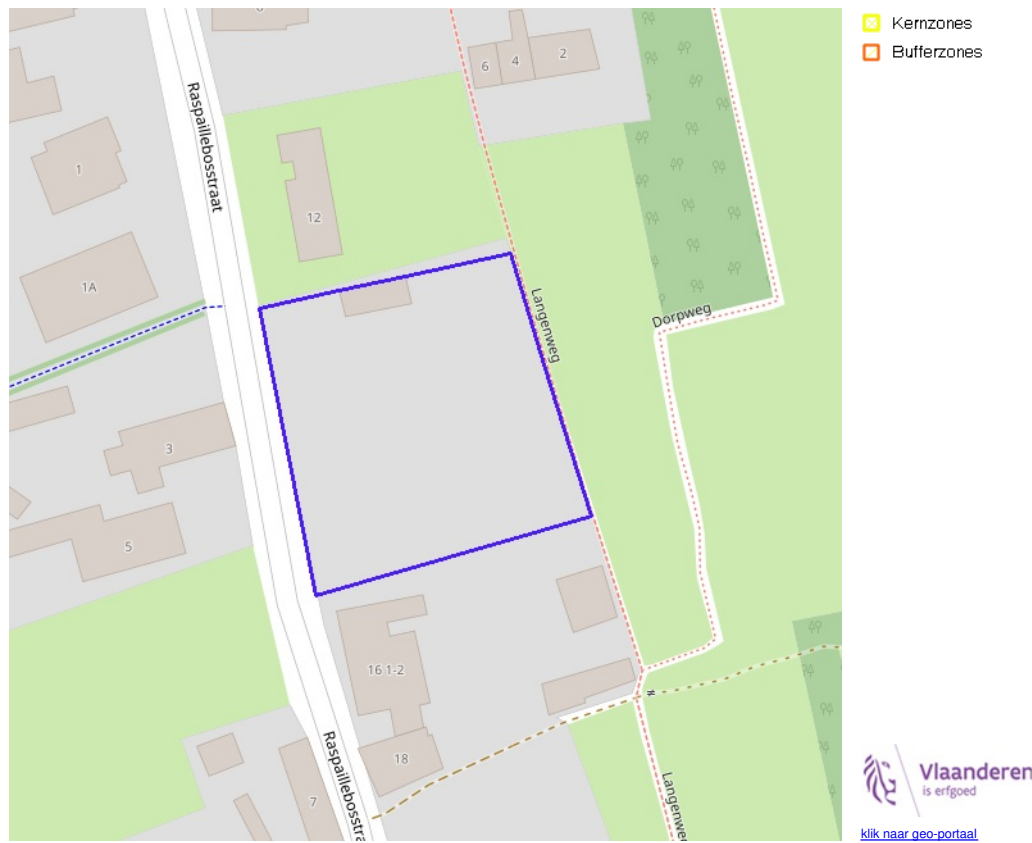 Kernzones
Bufferzones
6
4
2
Raspaillebosstraat
1
12
1A
Langenweg
Dorpweg
3
5
16 1-2
18
7
Raspaillebosstra
Langenweg
Vlaanderen
is erfgoed
klik naar geo-portaal